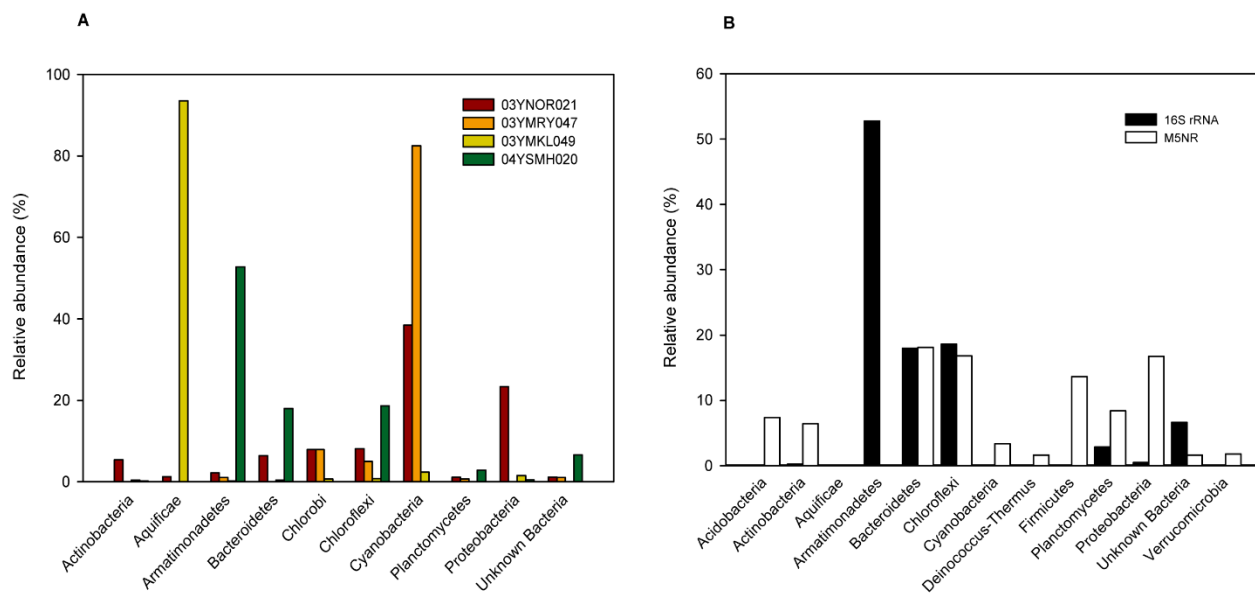 A
Relative abundance (%)
100
80
60
40
20
0
03YNOR021
03YMRY047
03YMKL049
04YSMH020
Actinobacteria
Aquificae
Armatimonadetes
Bacteroidetes
Chlorobi
Chloroflexi
Cyanobacteria
Planctomycetes
Proteobacteria
Unknown Bacteria
B
Relative abundance (%)
60
50
40
30
20
10
0
16S rRNA
M5NR
Acidobacteria
Actinobacteria
Aquificae
Armatimonadetes
Bacteroidetes
Chloroflexi
Cyanobacteria
Deinococcus-Thermus
Firmicutes
Planctomycetes
Proteobacteria
Unknown Bacteria
Verrucomicrobia